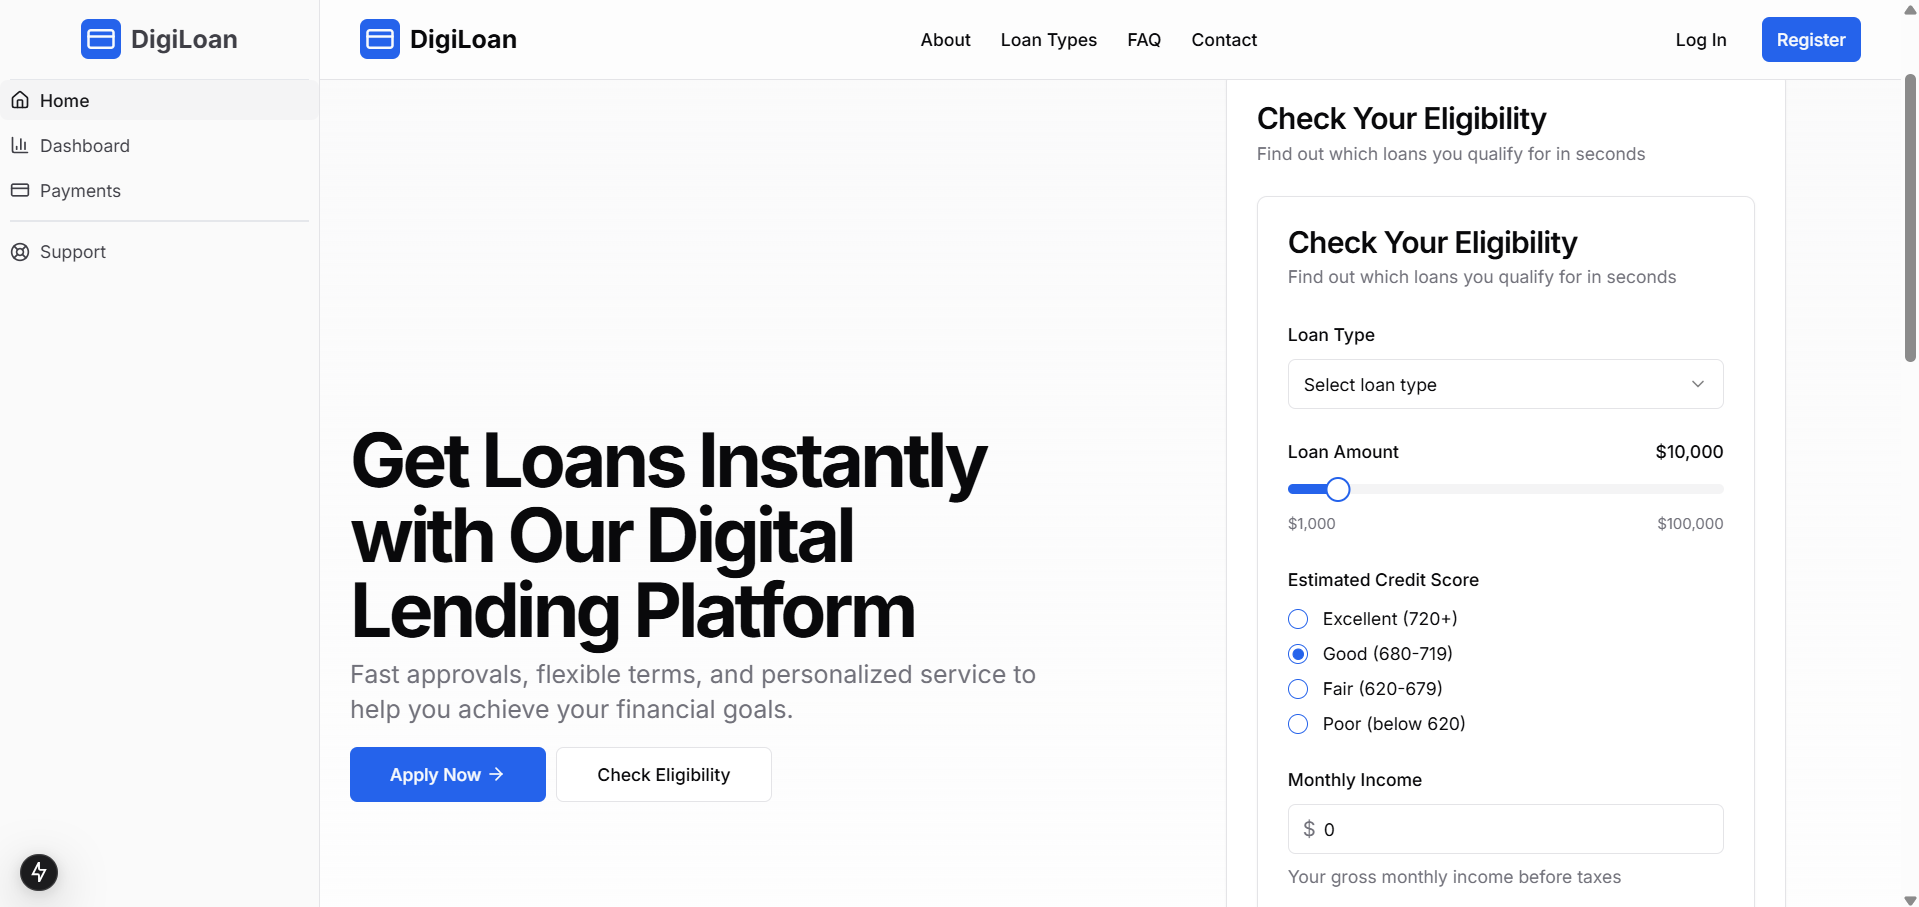 DigiLoan
Home
Dashboard
Payments
Support
DigiLoan
About
Loan Types
FAQ
Contact
Log In
Register
Get Loans Instantly
with Our Digital
Lending Platform
Fast approvals, flexible terms, and personalized service to
help you achieve your financial goals.
Apply Now →
Check Eligibility
Check Your Eligibility
Find out which loans you qualify for in seconds
Check Your Eligibility
Find out which loans you qualify for in seconds
Loan Type
Select loan type
Loan Amount $10,000
$1,000 $100,000
Estimated Credit Score
Excellent (720+)
Good (680-719)
Fair (620-679)
Poor (below 620)
Monthly Income
$ 0
Your gross monthly income before taxes